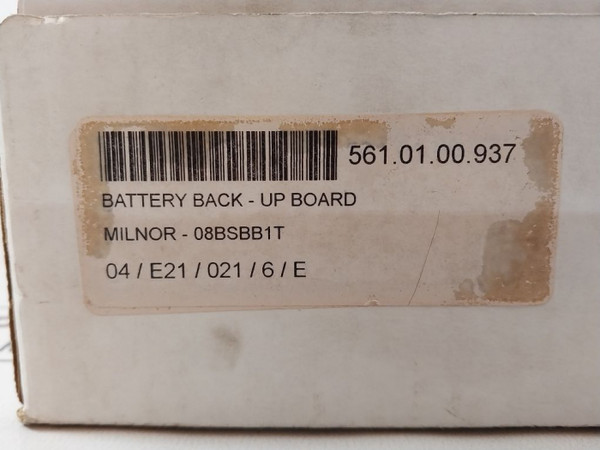 561.01.00.937
BATTERY BACK - UP BOARD
MILNOR - 08BSBB1T
04 / E21 / 021 / 6 / E